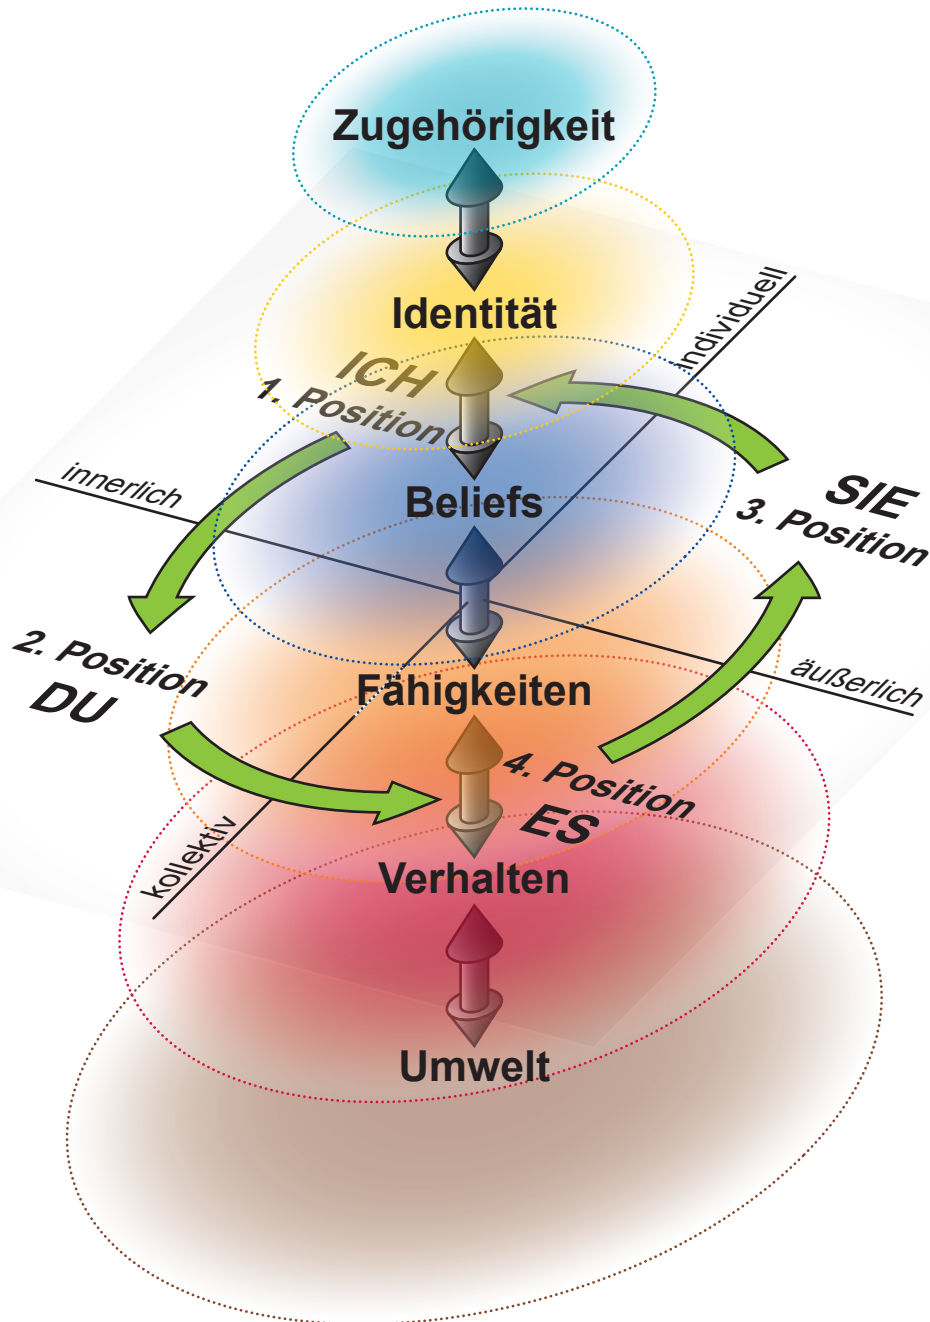 Zugehörigkeit
Identität
individuell
ICH
1. Position
innerlich
Beliefs
SIE
3. Position
2. Position
DU
Fähigkeiten
äußerlich
4. Position
ES
kollektiv
Verhalten
Umwelt